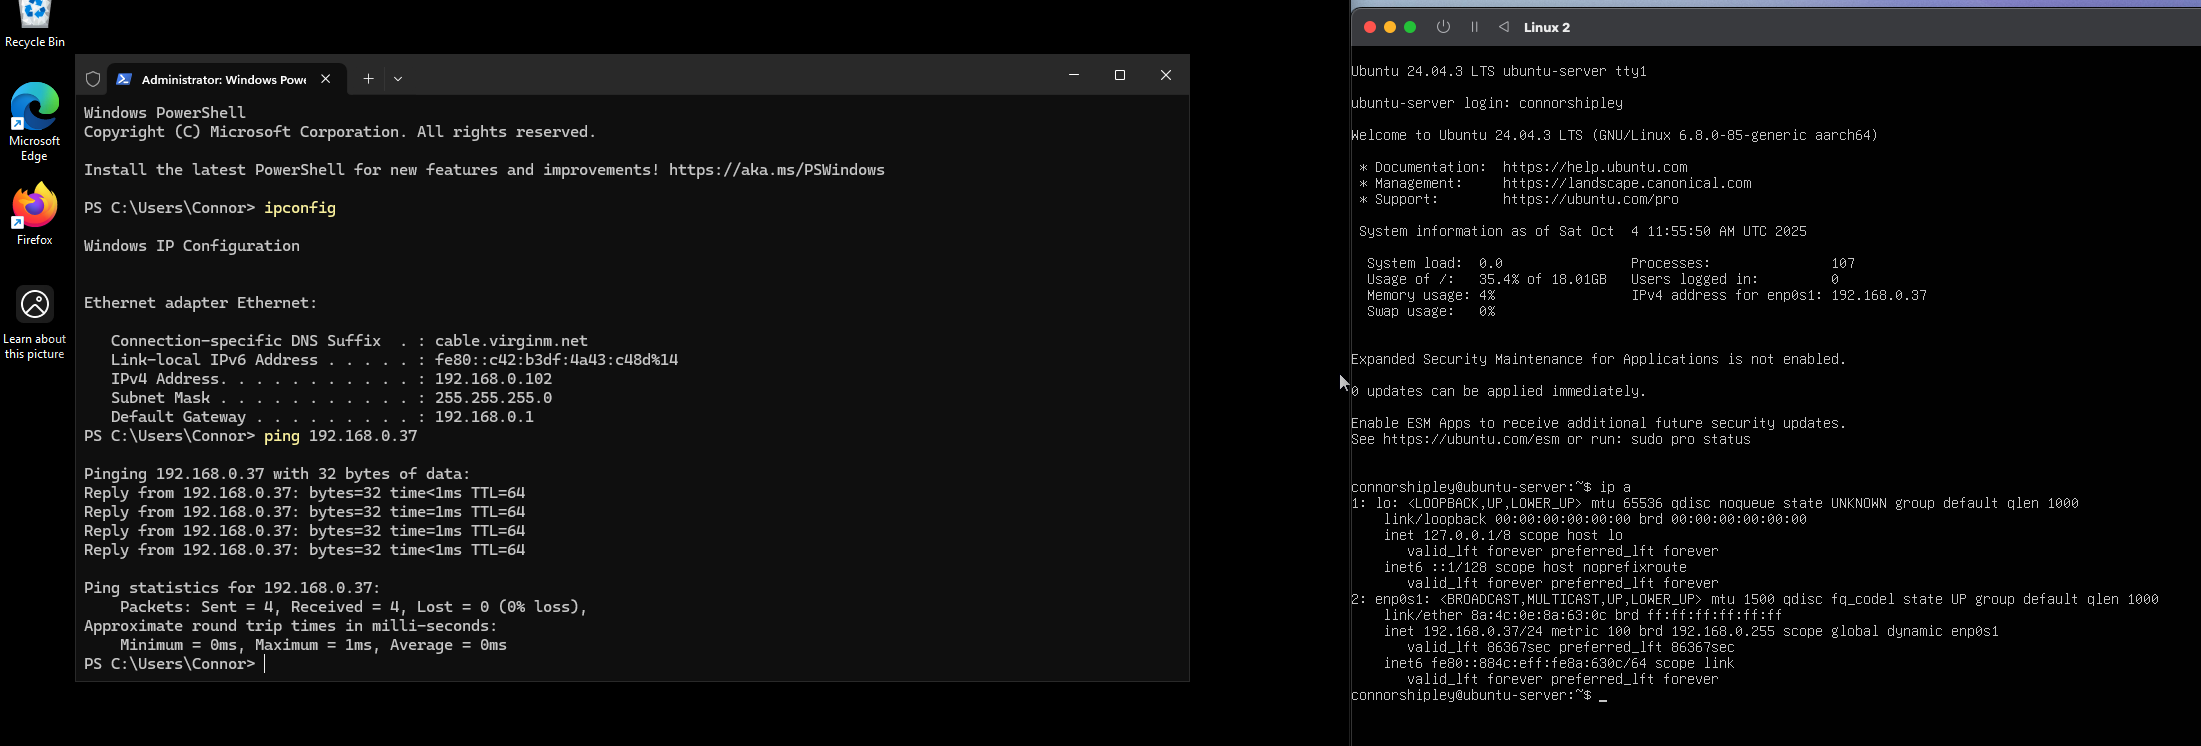 Recycle Bin
Microsoft
Edge
Firefox
Learn about
this picture
Administrator: Windows Powe
Windows PowerShell
Copyright (C) Microsoft Corporation. All rights reserved.
Install the latest PowerShell for new features and improvements! https://aka.ms/PSWindows
PS C:\Users\Connor> ipconfig
Windows IP Configuration
Ethernet adapter Ethernet:
Connection-specific DNS Suffix  . : cable.virginm.net
Link-local IPv6 Address . . . . . : fe80::c42:b3df:4a43:c48d%14
IPv4 Address. . . . . . . . . . . : 192.168.0.102
Subnet Mask . . . . . . . . . . . : 255.255.255.0
Default Gateway . . . . . . . . . : 192.168.0.1
PS C:\Users\Connor> ping 192.168.0.37
Pinging 192.168.0.37 with 32 bytes of data:
Reply from 192.168.0.37: bytes=32 time<1ms TTL=64
Reply from 192.168.0.37: bytes=32 time=1ms TTL=64
Reply from 192.168.0.37: bytes=32 time=1ms TTL=64
Reply from 192.168.0.37: bytes=32 time<1ms TTL=64
Ping statistics for 192.168.0.37:
Packets: Sent = 4, Received = 4, Lost = 0 (0% loss),
Approximate round trip times in milli-seconds:
Minimum = 0ms, Maximum = 1ms, Average = 0ms
PS C:\Users\Connor>
Linux 2
Ubuntu 24.04.3 LTS ubuntu-server tty1
ubuntu-server login: connorshipley
Welcome to Ubuntu 24.04.3 LTS (GNU/Linux 6.8.0-85-generic aarch64)
* Documentation:  https://help.ubuntu.com
* Management:     https://landscape.canonical.com
* Support:        https://ubuntu.com/pro
System information as of Sat Oct  4 11:55:50 AM UTC 2025
System load:  0.0                Processes:               107
Usage of /:   35.4% of 18.01GB   Users logged in:         0
Memory usage: 4%                 IPv4 address for enp0s1: 192.168.0.37
Swap usage:   0%
Expanded Security Maintenance for Applications is not enabled.
0 updates can be applied immediately.
Enable ESM Apps to receive additional future security updates.
See https://ubuntu.com/esm or run: sudo pro status
connorshipley@ubuntu-server:~$ ip a
1: lo: <LOOPBACK,UP,LOWER_UP> mtu 65536 qdisc noqueue state UNKNOWN group default qlen 1000
link/loopback 00:00:00:00:00:00 brd 00:00:00:00:00:00
inet 127.0.0.1/8 scope host lo
valid_lft forever preferred_lft forever
inet6 ::1/128 scope host noprefixroute
valid_lft forever preferred_lft forever
2: enp0s1: <BROADCAST,MULTICAST,UP,LOWER_UP> mtu 1500 qdisc fq_codel state UP group default qlen 1000
link/ether 8a:4c:0e:8a:63:0c brd ff:ff:ff:ff:ff:ff
inet 192.168.0.37/24 metric 100 brd 192.168.0.255 scope global dynamic enp0s1
valid_lft 86367sec preferred_lft 86367sec
inet6 fe80::884c:eff:fe8a:630c/64 scope link
valid_lft forever preferred_lft forever
connorshipley@ubuntu-server:~$ _